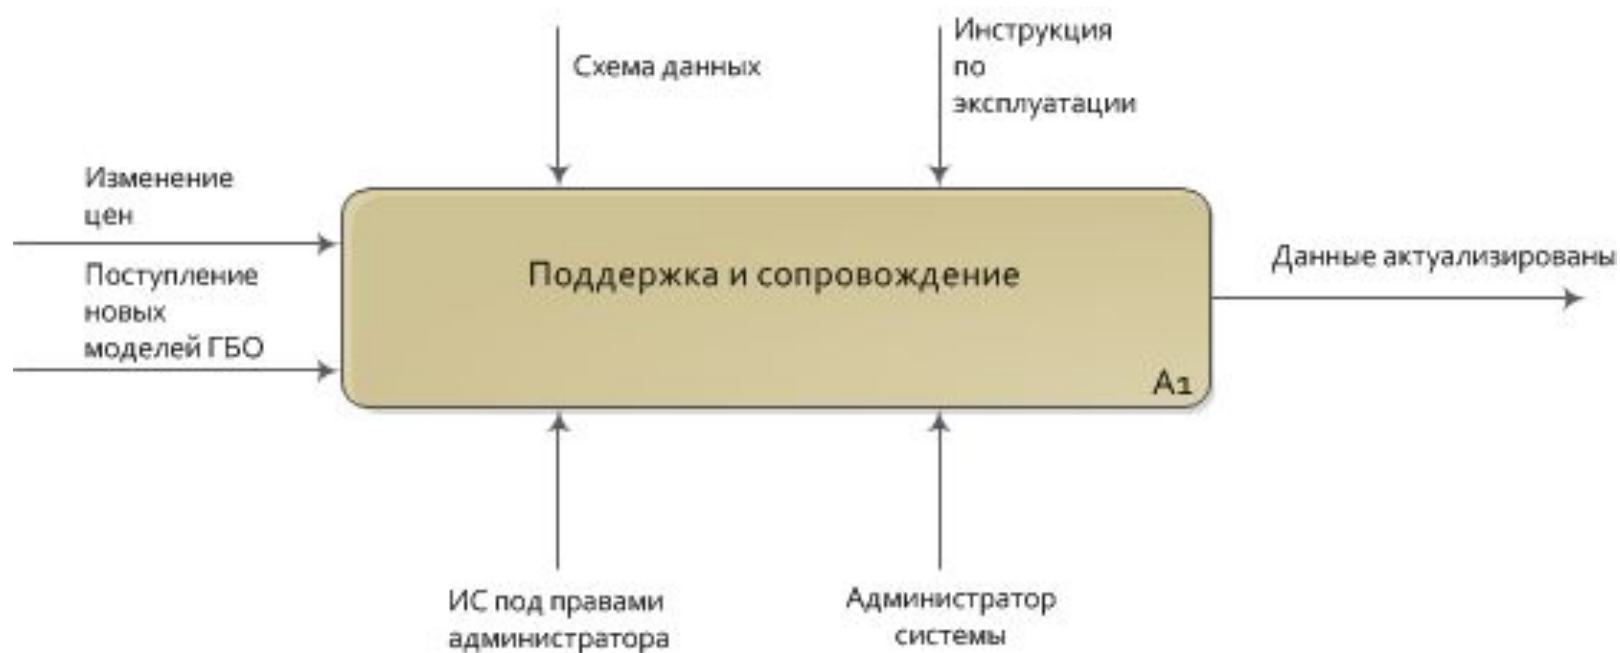 Схема данных
Инструкция
по
эксплуатации
Изменение
цен
Поступление
новых
моделей ГБО
Поддержка и сопровождение
Данные актуализированы
А1
ИС под правами
администратора
Администратор
системы